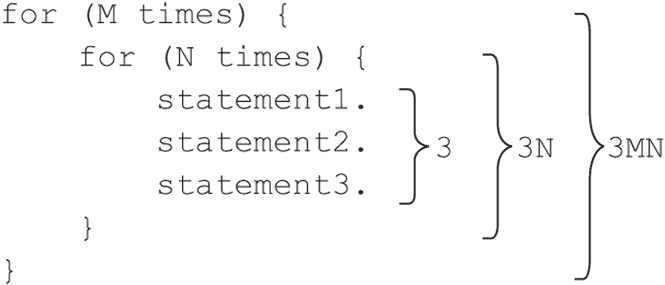 for (M times) {
    for (N times) {
        statement1.
        statement2.
        statement3.
    }
}
3
3N
3MN